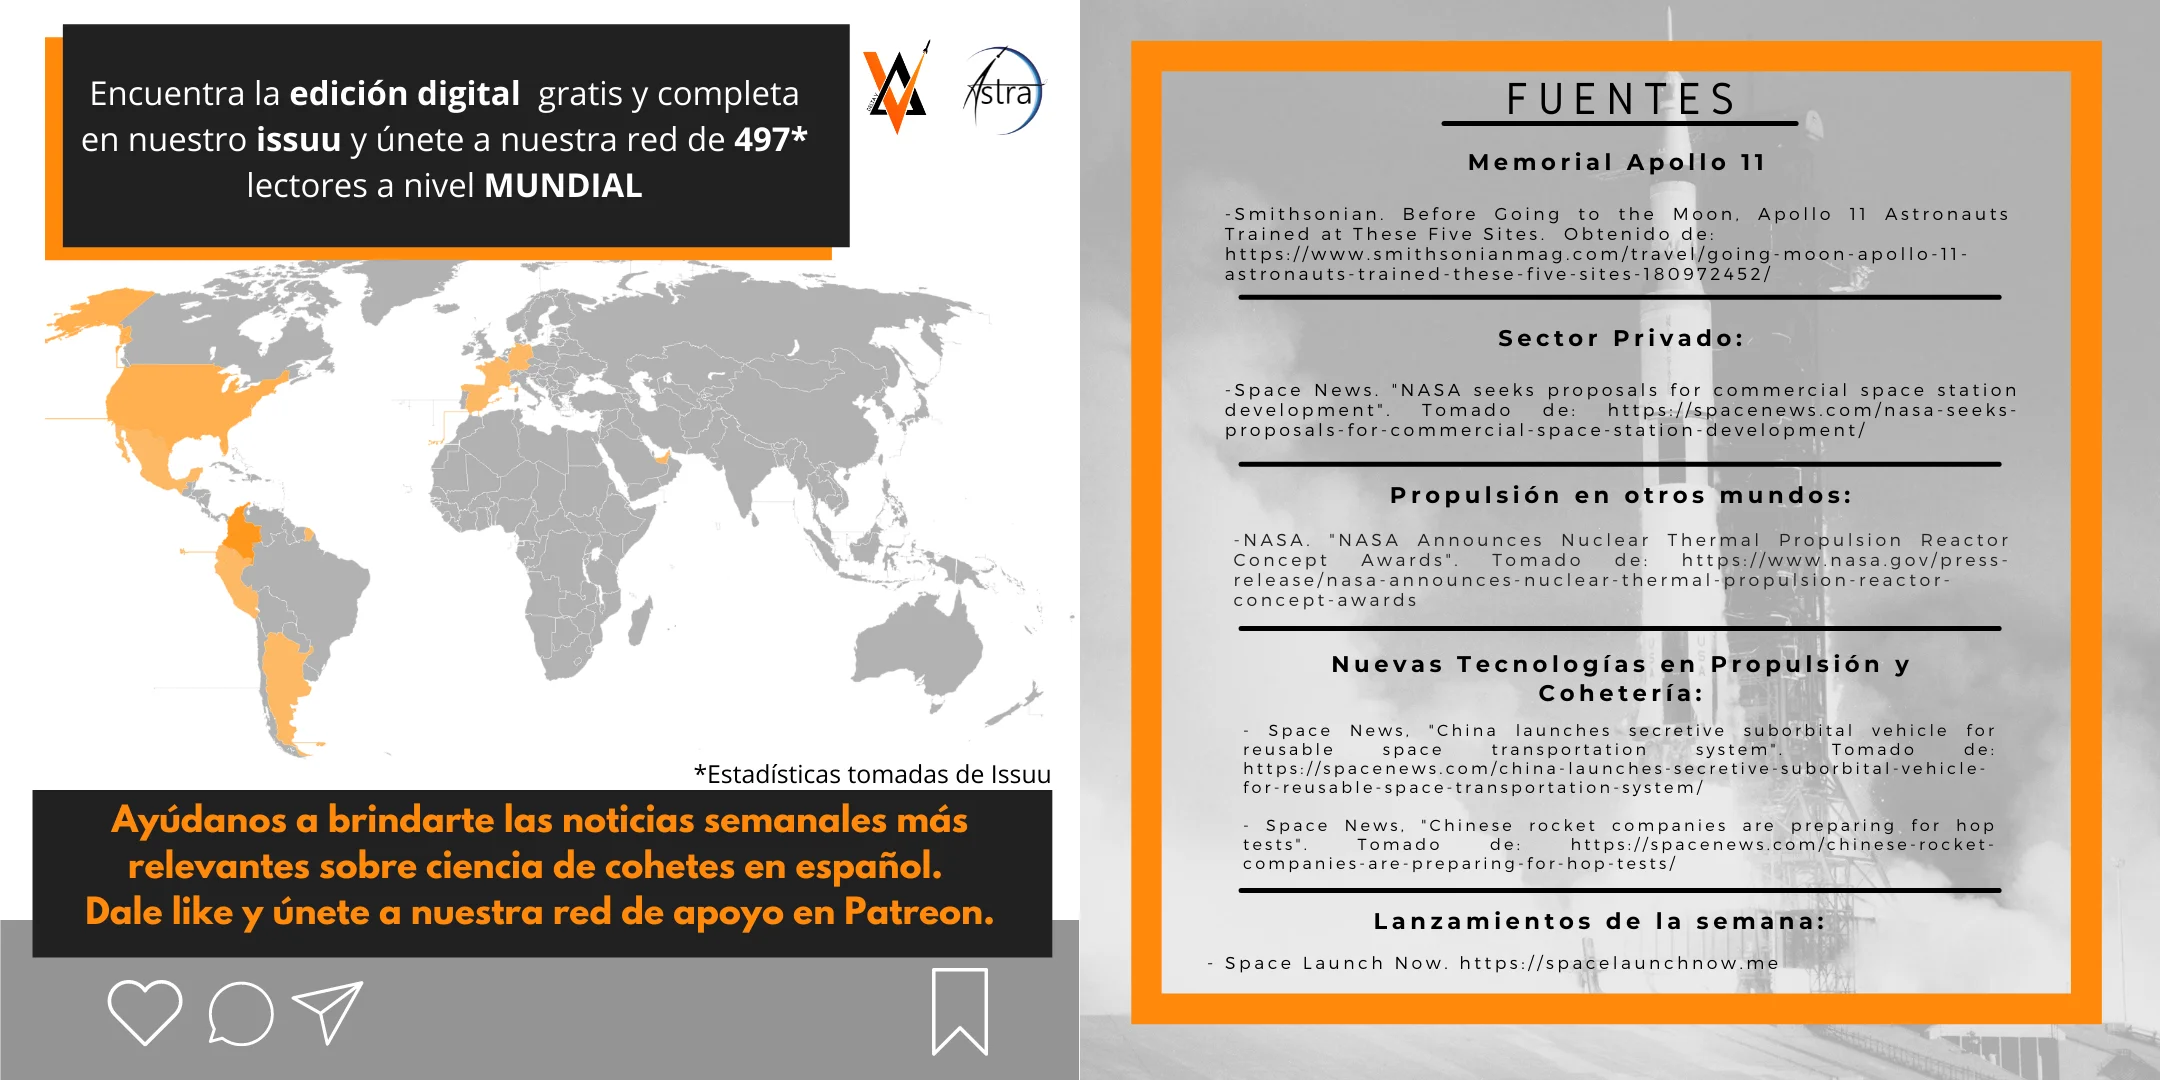 Encuentra la edición digital gratis y completa
en nuestro issuu y únete a nuestra red de 497*
lectores a nivel MUNDIAL
Astra
*Estadísticas tomadas de Issuu
Ayúdanos a brindarte las noticias semanales más
relevantes sobre ciencia de cohetes en español.
Dale like y únete a nuestra red de apoyo en Patreon.
FUENTES
Memorial Apollo 11
-Smithsonian. Before Going to the Moon, Apollo 11 Astronauts
Trained at These Five Sites. Obtenido de:
https://www.smithsonianmag.com/travel/going-moon-apollo-11-
astronauts-trained-these-five-sites-180972452/
Sector Privado:
-Space News. "NASA seeks proposals for commercial space station
development". Tomado de: https://spacenews.com/nasa-seeks-
proposals-for-commercial-space-station-development/
Propulsión en otros mundos:
-NASA. "NASA Announces Nuclear Thermal Propulsion Reactor
Concept Awards". Tomado de: https://www.nasa.gov/press-
release/nasa-announces-nuclear-thermal-propulsion-reactor-
concept-awards
Nuevas Tecnologías en Propulsión y
Cohetería:
- Space News, "China launches secretive suborbital vehicle for
reusable space transportation system". Tomado de:
https://spacenews.com/china-launches-secretive-suborbital-vehicle-
for-reusable-space-transportation-system/
- Space News, "Chinese rocket companies are preparing for hop
tests". Tomado de: https://spacenews.com/chinese-rocket-
companies-are-preparing-for-hop-tests/
Lanzamientos de la semana:
- Space Launch Now. https://spacelaunchnow.me